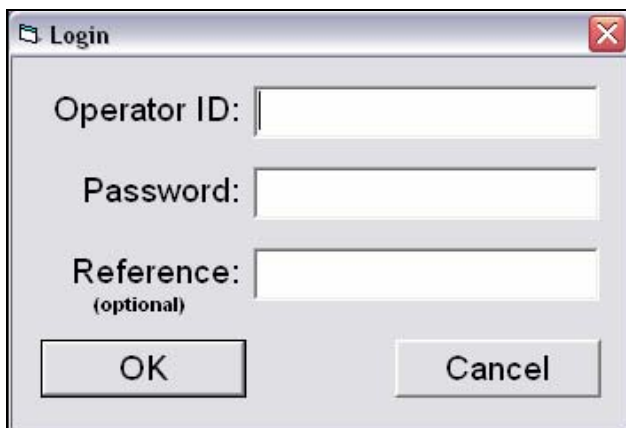 Login
Operator ID:
Password:
Reference:
(optional)
OK Cancel